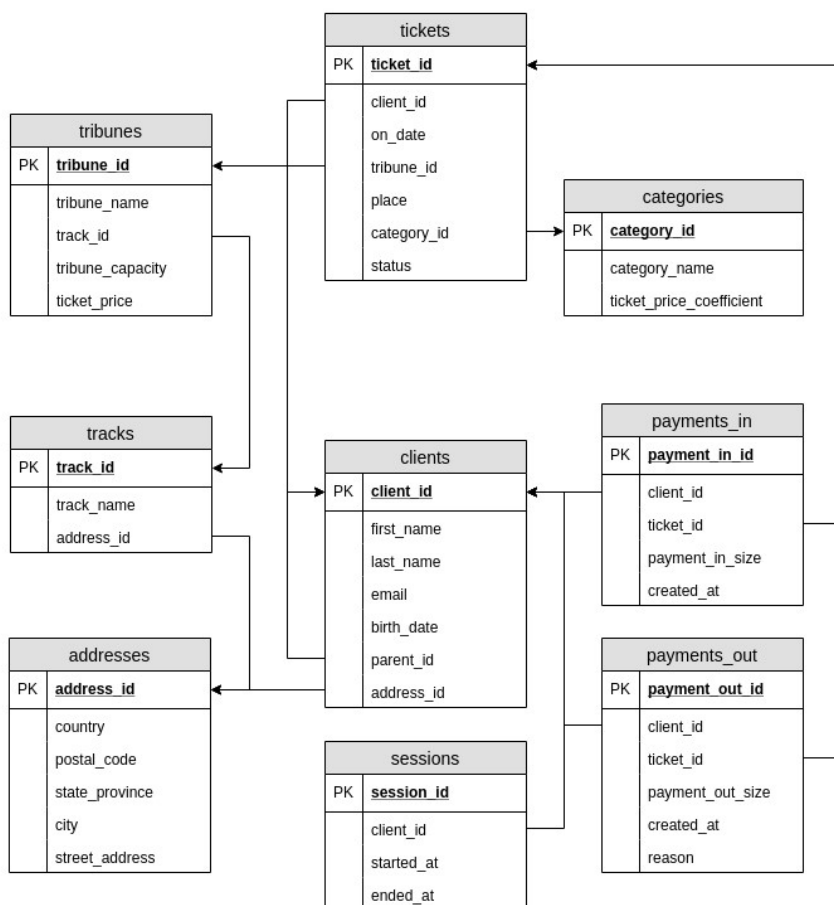 tickets
PK ticket_id
client_id
on_date
tribune_id
place
category_id
status
tribunes
PK tribune_id
tribune_name
track_id
tribune_capacity
ticket_price
categories
PK category_id
category_name
ticket_price_coefficient
tracks
PK track_id
track_name
address_id
clients
PK client_id
first_name
last_name
email
birth_date
parent_id
address_id
payments_in
PK payment_in_id
client_id
ticket_id
payment_in_size
created_at
addresses
PK address_id
country
postal_code
state_province
city
street_address
sessions
PK session_id
client_id
started_at
ended_at
payments_out
PK payment_out_id
client_id
ticket_id
payment_out_size
created_at
reason